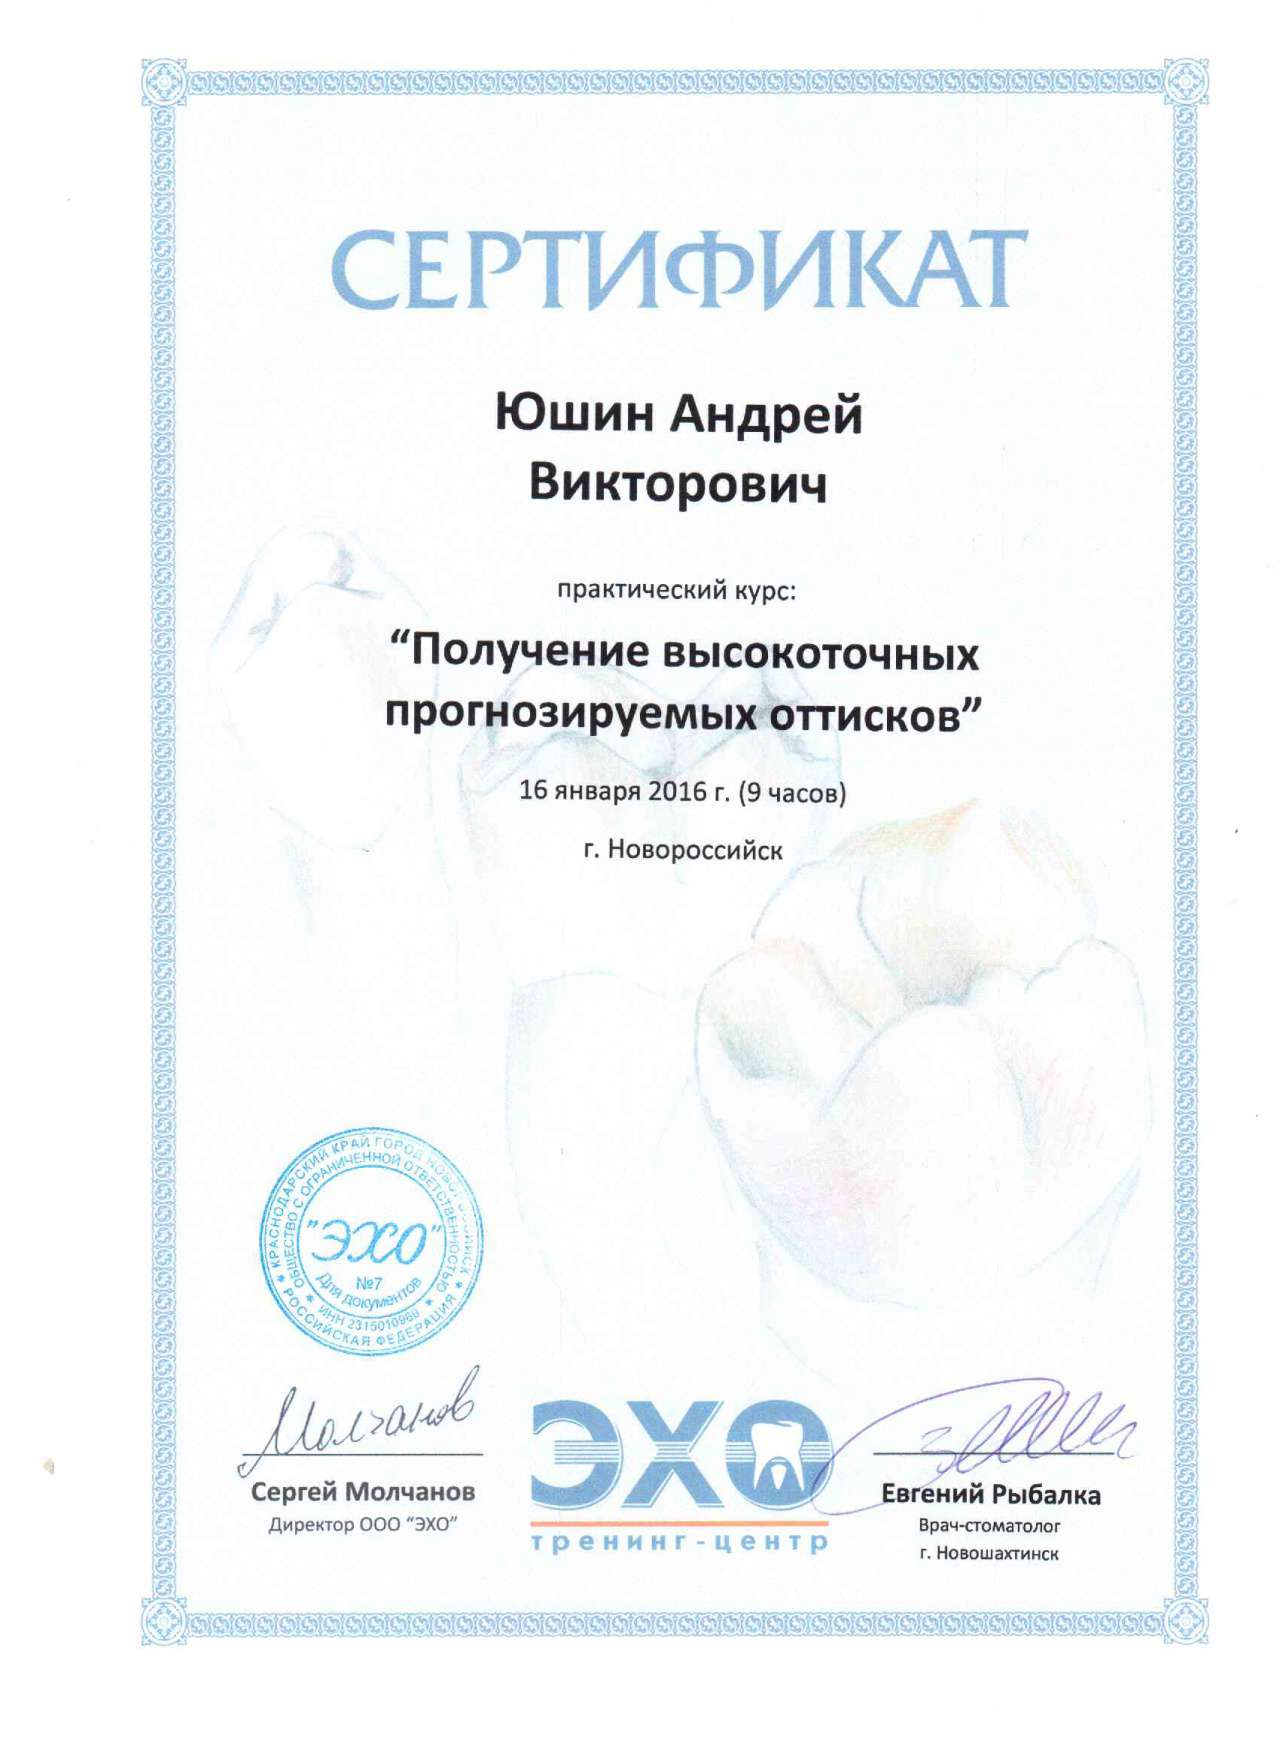 СЕРТИФИКАТ
Юшин Андрей
Викторович
практический курс:
“Получение высокоточных
прогнозируемых оттисков”
16 января 2016 г. (9 часов)
г. Новороссийск
КРАСНОДАРСКИЙ КРАЙ ГОРОД НОВОРОССИЙСК * РОССИЙСКАЯ ФЕДЕРАЦИЯ *
ОБЩЕСТВО С ОГРАНИЧЕННОЙ ОТВЕТСТВЕННОСТЬЮ * ИНН 2315010969 *
"ЭХО"
№7
Для документов
Молчанов
Сергей Молчанов
Директор ООО “ЭХО”
ЭХО
тренинг-центр
Евгений Рыбалка
Врач-стоматолог
г. Новошахтинск